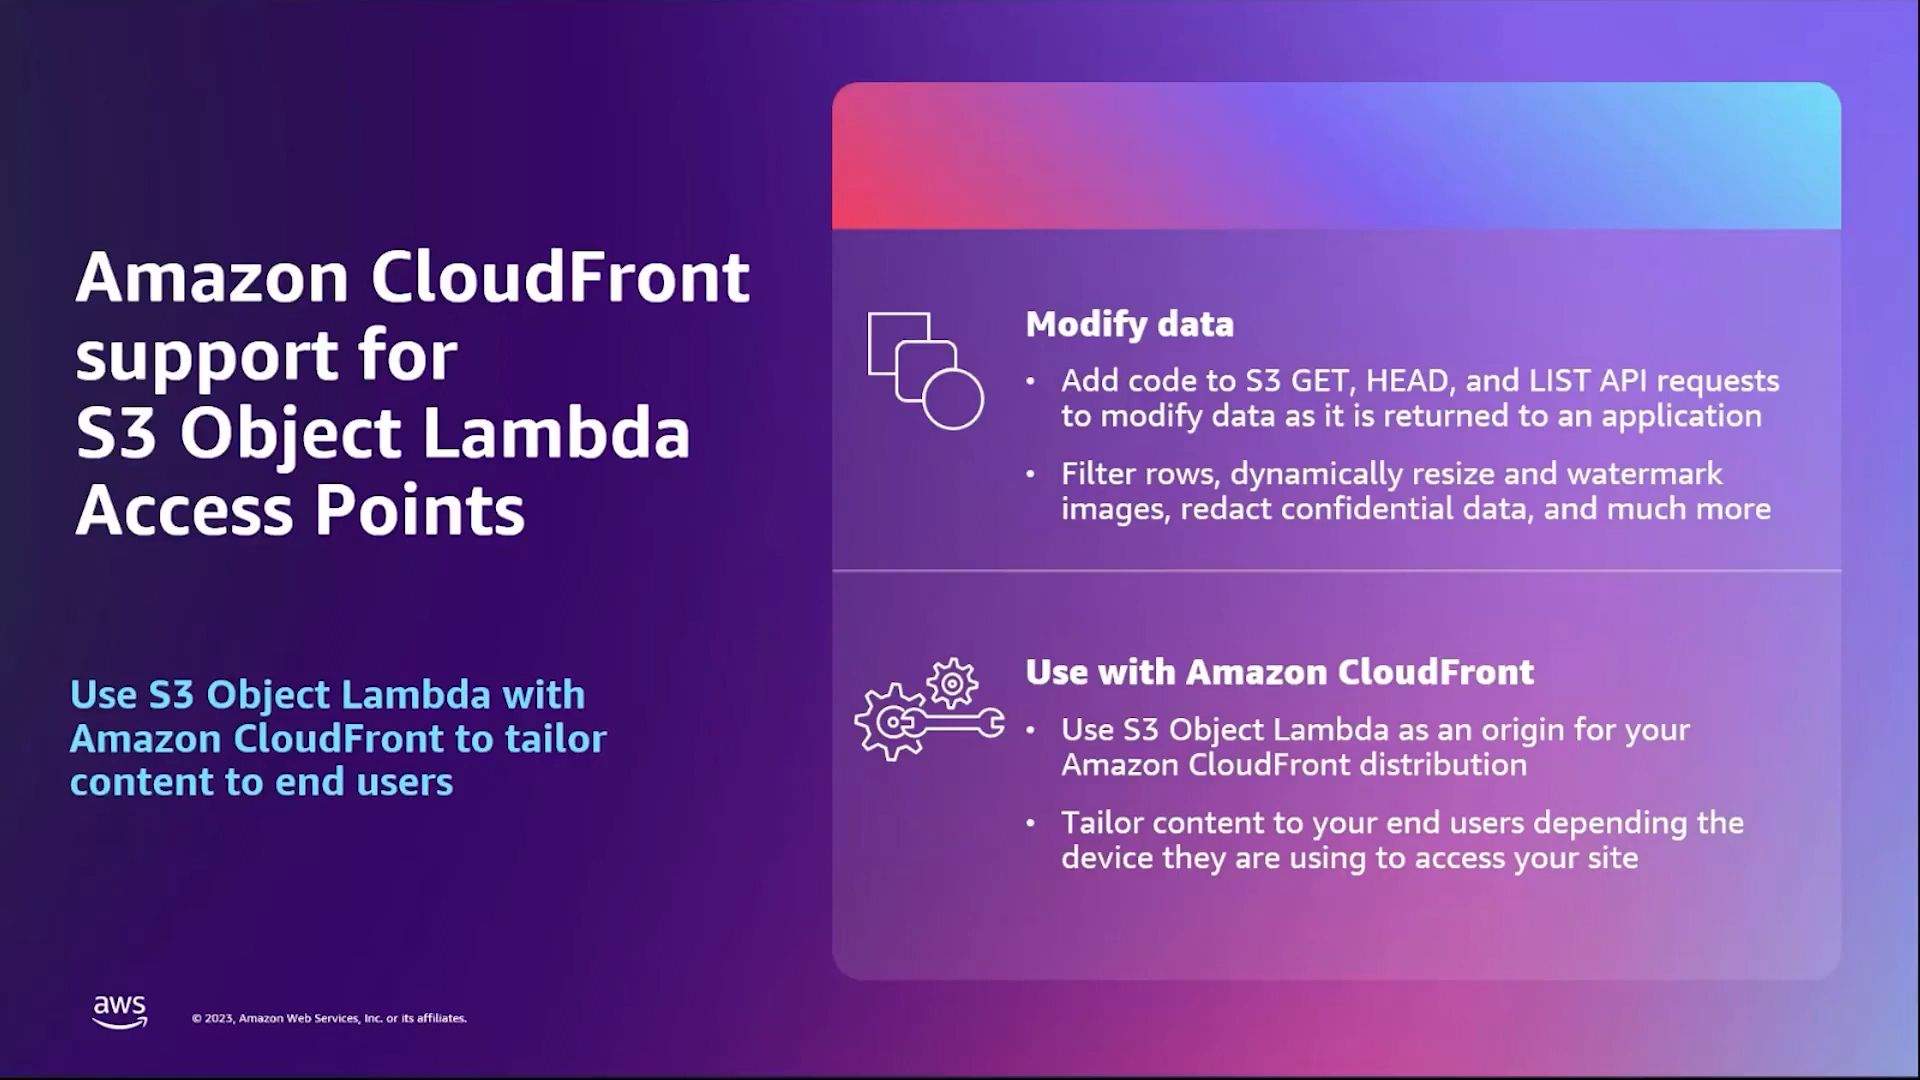 Amazon CloudFront
support for
S3 Object Lambda
Access Points
Use S3 Object Lambda with
Amazon CloudFront to tailor
content to end users
Modify data
• Add code to S3 GET, HEAD, and LIST API requests
to modify data as it is returned to an application
• Filter rows, dynamically resize and watermark
images, redact confidential data, and much more
Use with Amazon CloudFront
• Use S3 Object Lambda as an origin for your
Amazon CloudFront distribution
• Tailor content to your end users depending the
device they are using to access your site
aws
© 2023, Amazon Web Services, Inc. or its affiliates.